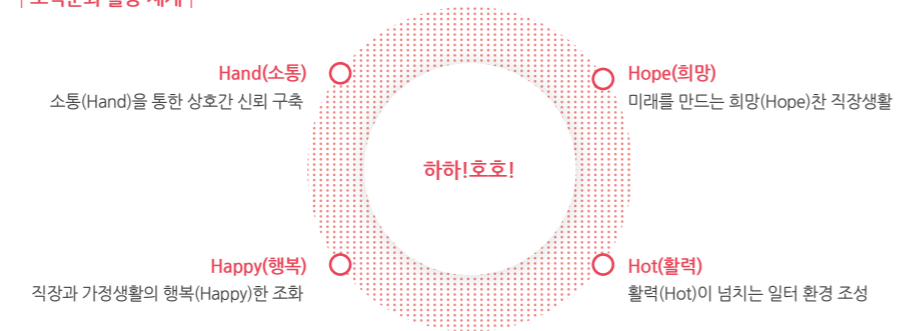 Hand(소통)
소통(Hand)을 통한 상호간 신뢰 구축
Hope(희망)
미래를 만드는 희망(Hope)찬 직장생활
하하!호호!
Happy(행복)
직장과 가정생활의 행복(Happy)한 조화
Hot(활력)
활력(Hot)이 넘치는 일터 환경 조성